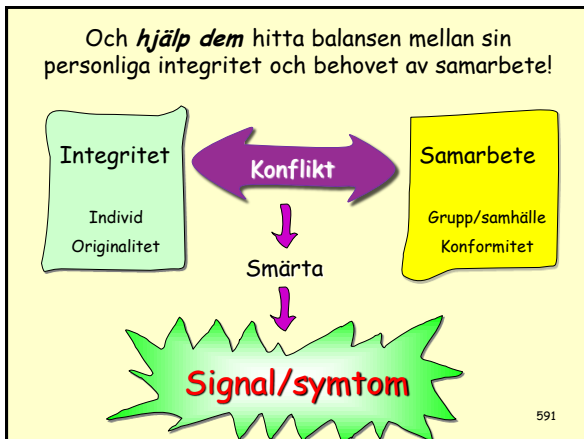 Och hjälp dem hitta balansen mellan sin
personliga integritet och behovet av samarbete!
Integritet
Individ
Originalitet
Konflikt
Samarbete
Grupp/samhälle
Konformitet
Smärta
Signal/symtom
591